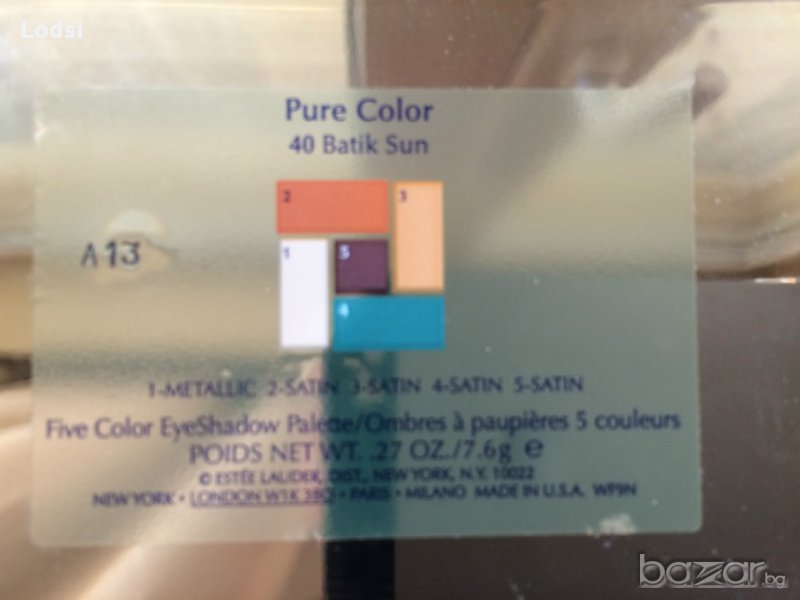 Lodsi
Pure Color
40 Batik Sun
2
3
A13
1
5
4
1-METALLIC 2-SATIN 3-SATIN 4-SATIN 5-SATIN
Five Color EyeShadow Palette/Ombres à paupières 5 couleurs
POIDS NET WT. .27 OZ./7.6g ℮
© ESTÉE LAUDER, DIST., NEW YORK, N.Y. 10022
NEW YORK • LONDON W1K 3BQ • PARIS • MILANO MADE IN U.S.A. WF9N
bazar.bg